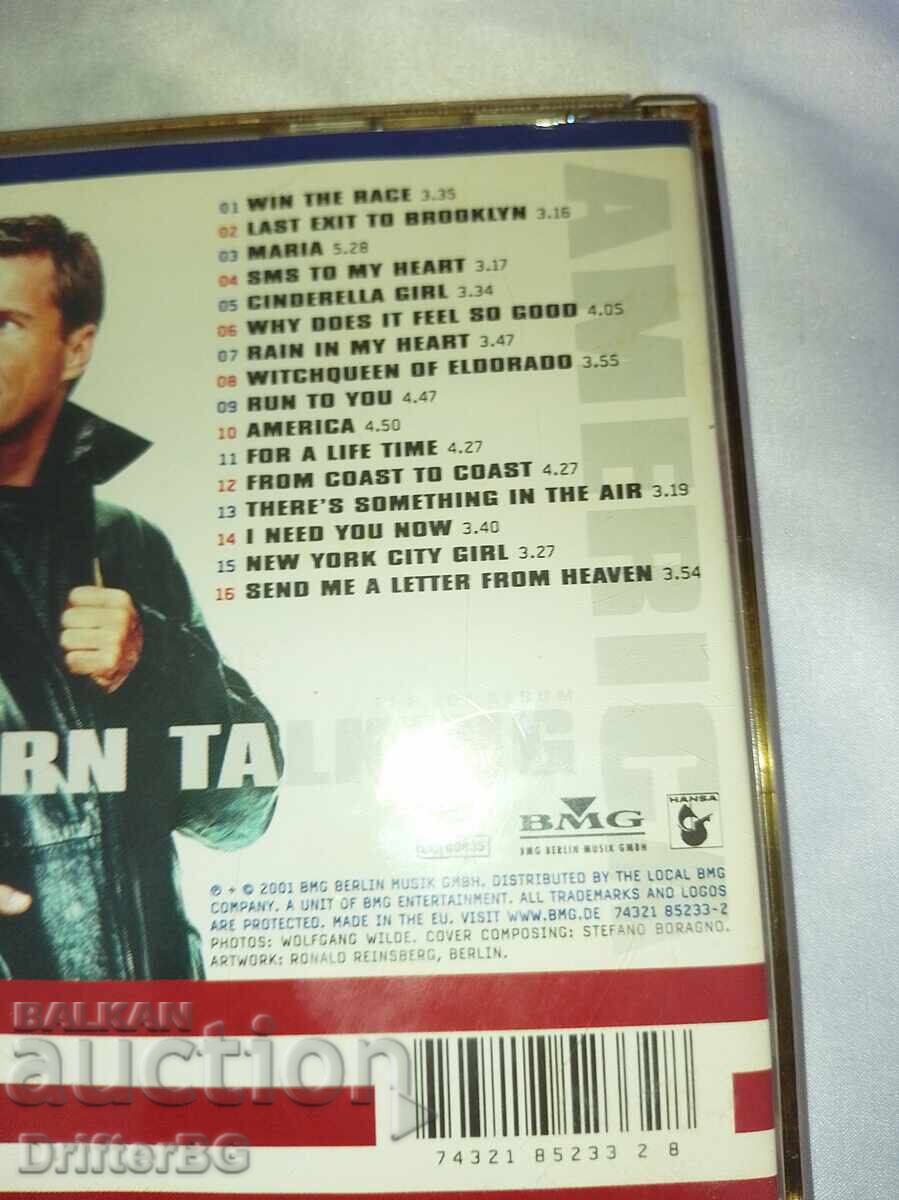 01 WIN THE RACE 3.35
02 LAST EXIT TO BROOKLYN 3.16
03 MARIA 5.28
04 SMS TO MY HEART 3.17
05 CINDERELLA GIRL 3.34
06 WHY DOES IT FEEL SO GOOD 4.05
07 RAIN IN MY HEART 3.47
08 WITCHQUEEN OF ELDORADO 3.55
09 RUN TO YOU 4.47
10 AMERICA 4.50
11 FOR A LIFE TIME 4.27
12 FROM COAST TO COAST 4.27
13 THERE'S SOMETHING IN THE AIR 3.19
14 I NEED YOU NOW 3.40
15 NEW YORK CITY GIRL 3.27
16 SEND ME A LETTER FROM HEAVEN 3.54
AMERICA
ALBUM
RN TALKING
BMG
BMG BERLIN MUSIK GMBH
HANSA
℗ + © 2001 BMG BERLIN MUSIK GMBH. DISTRIBUTED BY THE LOCAL BMG
COMPANY. A UNIT OF BMG ENTERTAINMENT. ALL TRADEMARKS AND LOGOS
ARE PROTECTED. MADE IN THE EU. VISIT WWW.BMG.DE 74321 85233-2
PHOTOS: WOLFGANG WILDE. COVER COMPOSING: STEFANO BORAGNO.
ARTWORK: RONALD REINSBERG, BERLIN.
BALKAN
auction
DrifterBG
74321 85233 2 8